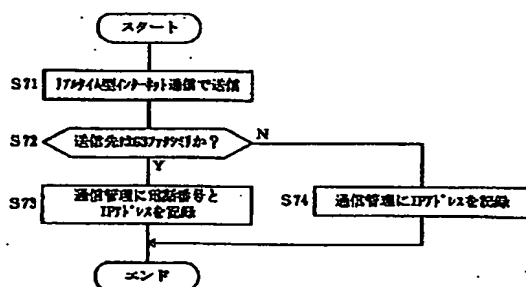 スタート
S71
リアルタイム型インターネット通信で送信
S72
送信先はG3ファクシミリか?
N
Y
S73
通信管理に電話番号と
IPアドレスを記録
S74
通信管理にIPアドレスを記録
エンド